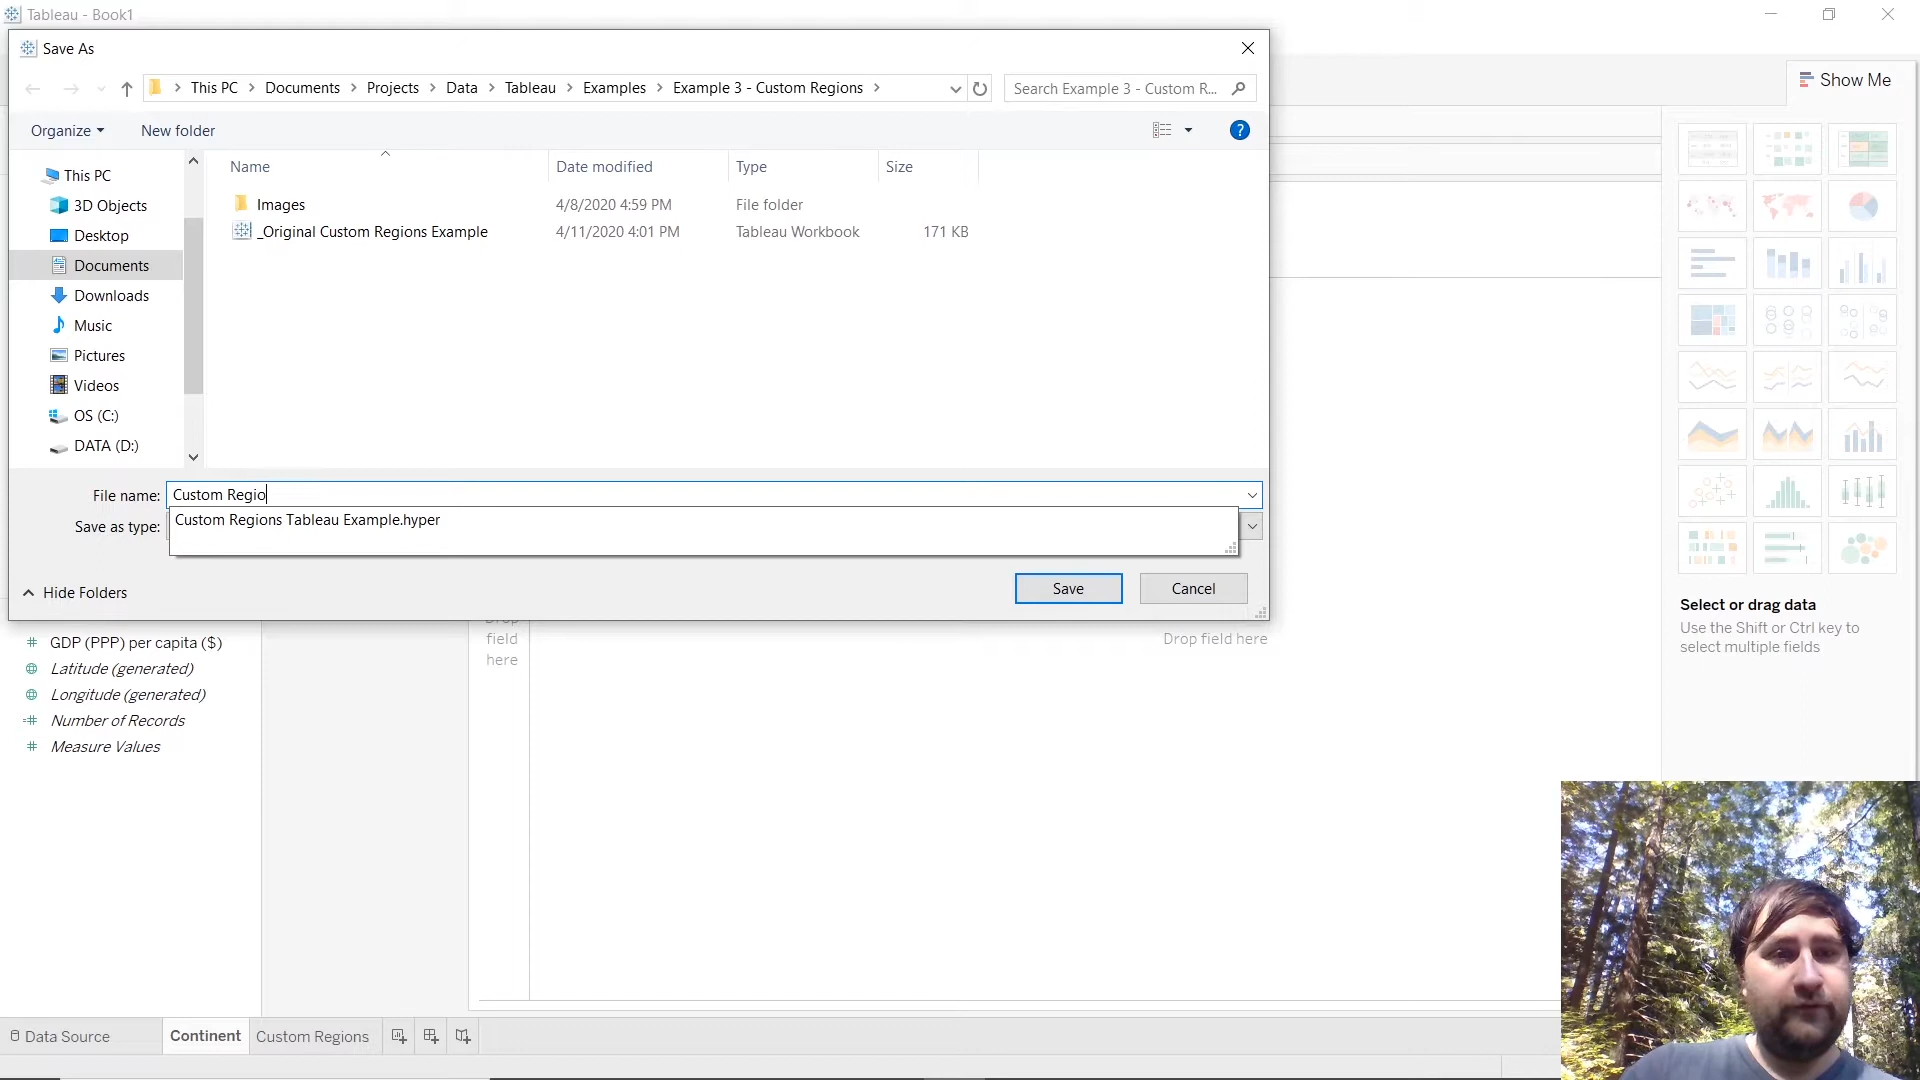 Tableau - Book1
Save As
This PC > Documents > Projects > Data > Tableau > Examples > Example 3 - Custom Regions >
Search Example 3 - Custom R...
Show Me
Organize
New folder
?
Name
Date modified
Type
Size
This PC
3D Objects
Desktop
Documents
Downloads
Music
Pictures
Videos
OS (C:)
DATA (D:)
Images 4/8/2020 4:59 PM File folder
_Original Custom Regions Example 4/11/2020 4:01 PM Tableau Workbook 171 KB
File name: Custom Regio
Save as type:
Custom Regions Tableau Example.hyper
Hide Folders
Save
Cancel
Select or drag data
Use the Shift or Ctrl key to
select multiple fields
Drop
field
here
Drop field here
# GDP (PPP) per capita ($)
Latitude (generated)
Longitude (generated)
=# Number of Records
# Measure Values
Data Source
Continent
Custom Regions